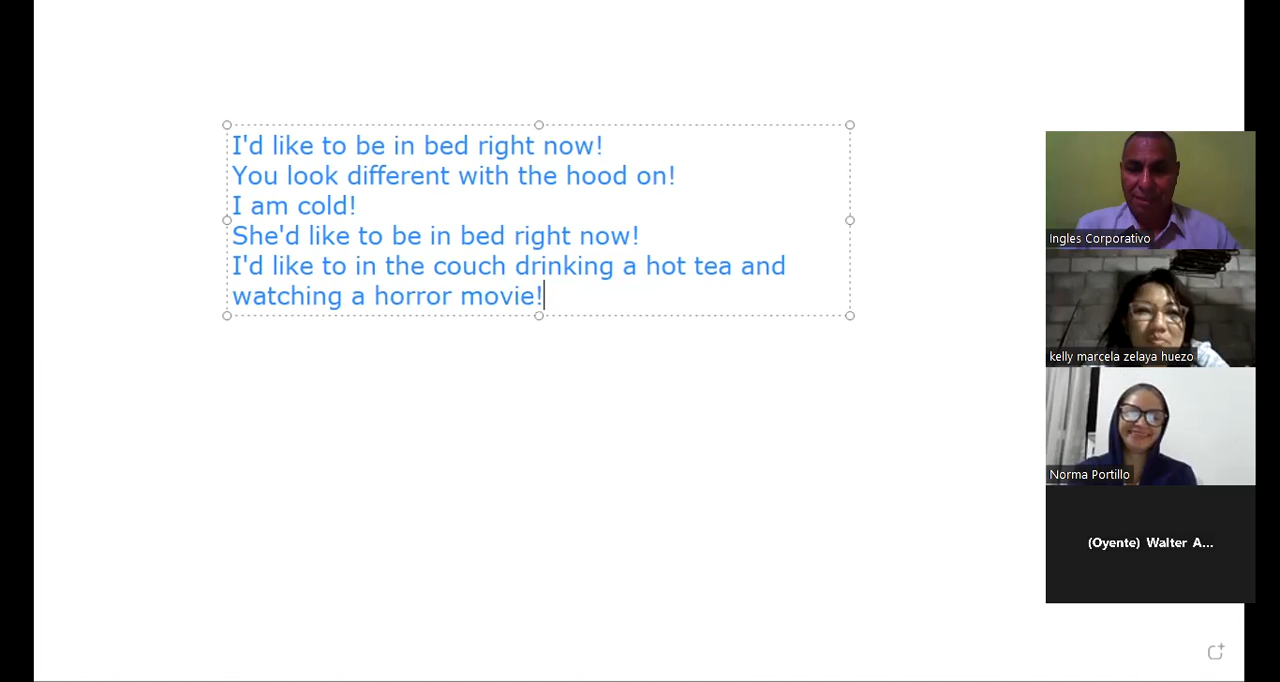 I'd like to be in bed right now!
You look different with the hood on!
I am cold!
She'd like to be in bed right now!
I'd like to in the couch drinking a hot tea and
watching a horror movie!
Ingles Corporativo
kelly marcela zelaya huezo
Norma Portillo
(Oyente) Walter A...